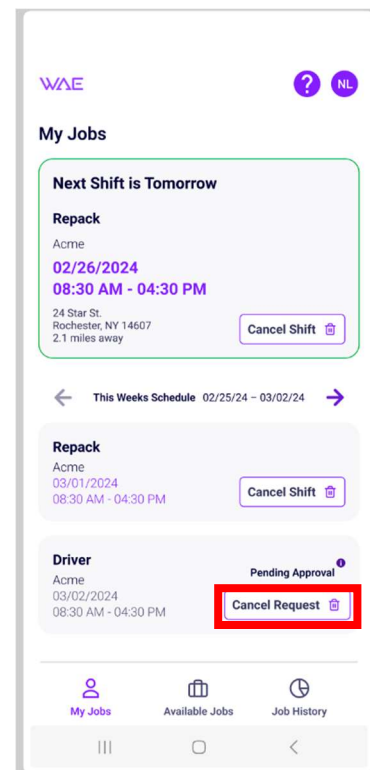 WAE
?
NL
My Jobs
Next Shift is Tomorrow
Repack
Acme
02/26/2024
08:30 AM - 04:30 PM
24 Star St.
Rochester, NY 14607
2.1 miles away
Cancel Shift
This Weeks Schedule 02/25/24 – 03/02/24
Repack
Acme
03/01/2024
08:30 AM - 04:30 PM
Cancel Shift
Driver
Acme
03/02/2024
08:30 AM - 04:30 PM
Pending Approval
Cancel Request
My Jobs
Available Jobs
Job History